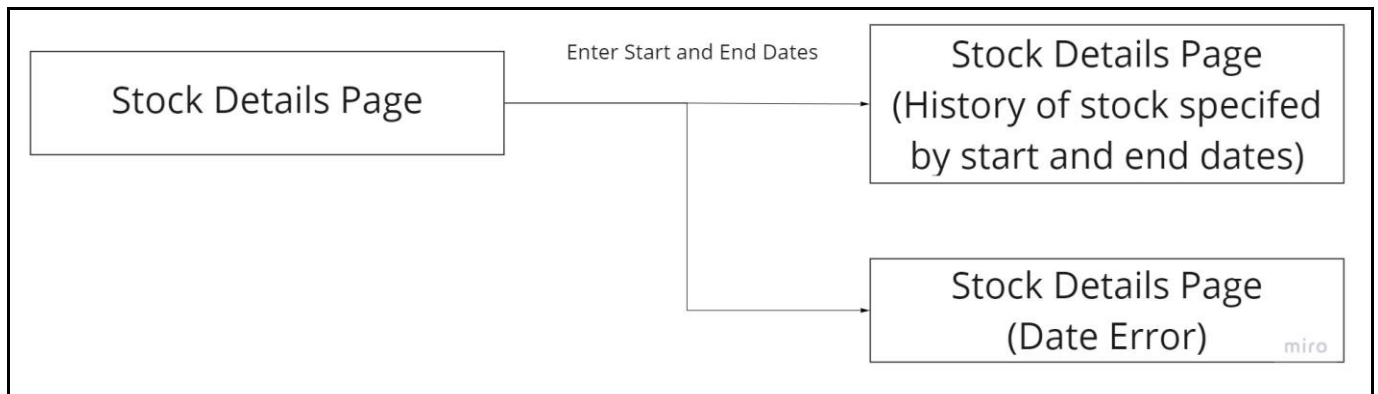 Stock Details Page
Enter Start and End Dates
Stock Details Page
(History of stock specifed
by start and end dates)
Stock Details Page
(Date Error)
miro